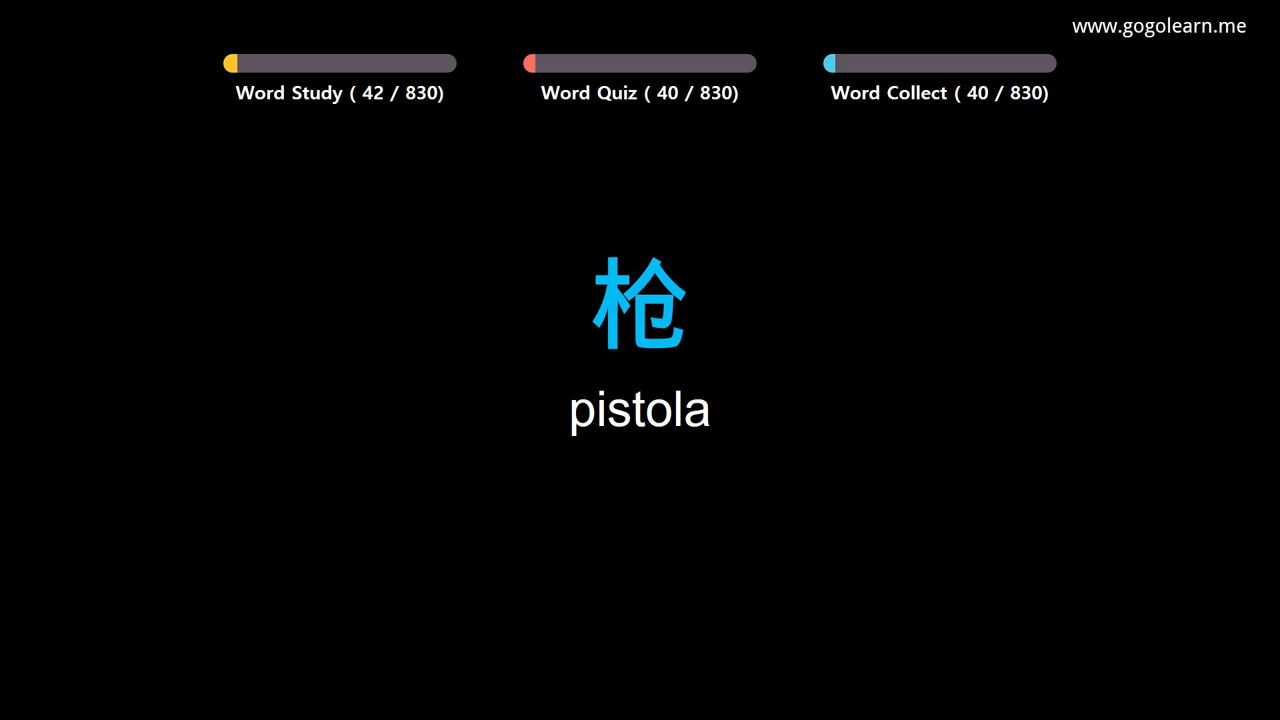 www.gogolearn.me
Word Study ( 42 / 830)
Word Quiz ( 40 / 830)
Word Collect ( 40 / 830)
枪
pistola